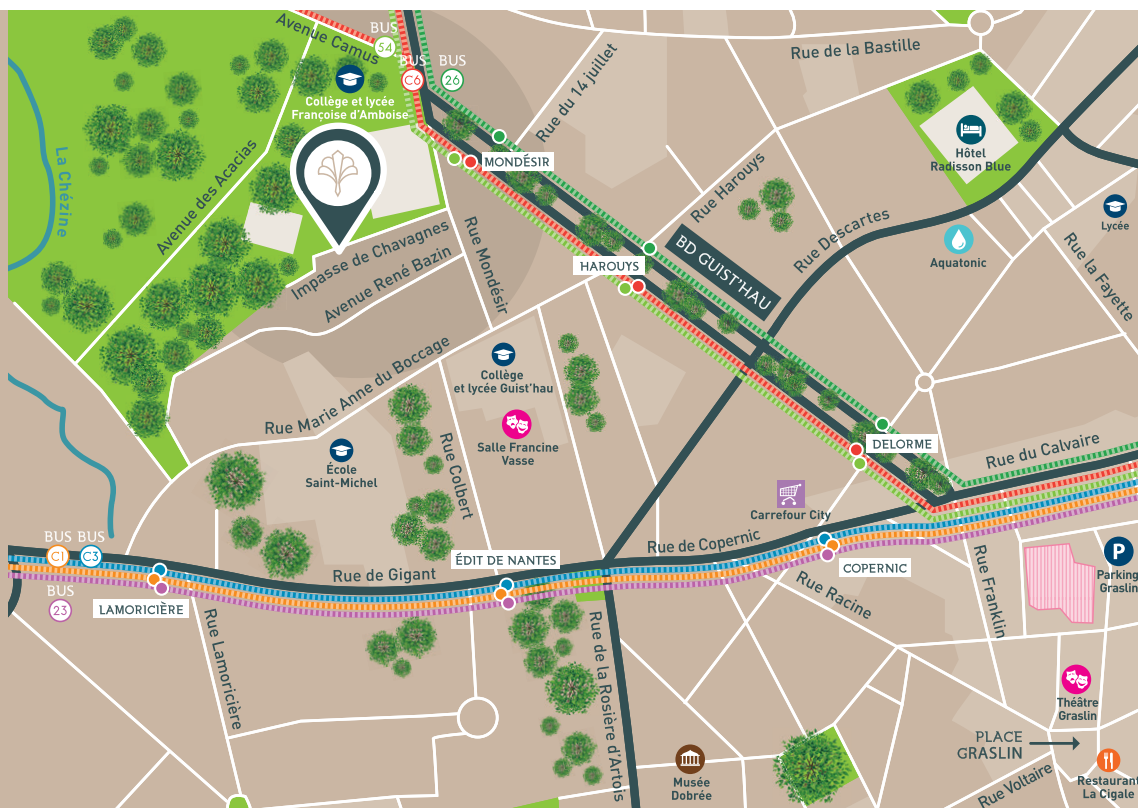 Avenue Camus
BUS
54
BUS
C6
BUS
26
Rue de la Bastille
Rue du 14 juillet
Collège et lycée
Françoise d'Amboise
La Chézine
Avenue des Acacias
MONDÉSIR
Hôtel
Radisson Blue
Rue Harouys
Rue Descartes
Lycée
Impasse de Chavagnes
Avenue René Bazin
Rue Mondésir
HAROUYS
BD GUIST'HAU
Aquatonic
Rue la Fayette
Rue Marie Anne du Boccage
Collège
et lycée Guist'hau
Salle Francine
Vasse
Rue Colbert
École
Saint-Michel
DELORME
Rue du Calvaire
Carrefour City
BUS
C1
BUS
C3
BUS
23
LAMORICIÈRE
Rue de Gigant
ÉDIT DE NANTES
Rue de Copernic
COPERNIC
Rue Racine
Rue Franklin
P
Parking
Graslin
Rue Lamoricière
Rue de la Rosière d'Artois
Théâtre
Graslin
PLACE
GRASLIN
Musée
Dobrée
Rue Voltaire
Restaurant
La Cigale